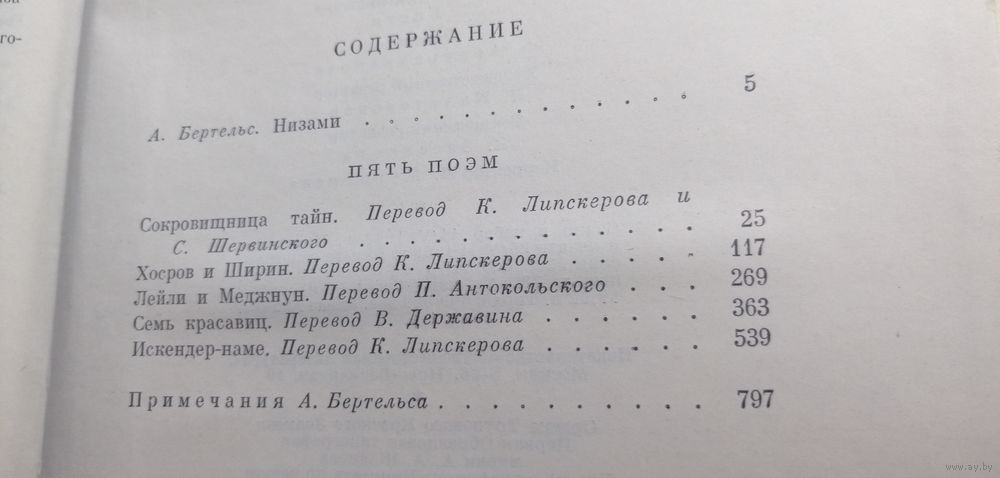 ной
го-
СОДЕРЖАНИЕ
А. Бертельс. Низами . . . . . . . . . . . . . 5
ПЯТЬ ПОЭМ
Сокровищница тайн. Перевод К. Липскерова и
С. Шервинского . . . . . . . . . . . . . 25
Хосров и Ширин. Перевод К. Липскерова . . . . . 117
Лейли и Меджнун. Перевод П. Антокольского . . . 269
Семь красавиц. Перевод В. Державина . . . . . . 363
Искендер-наме. Перевод К. Липскерова . . . . . . 539
Примечания А. Бертельса . . . . . . . . . . 797
www.ay.by